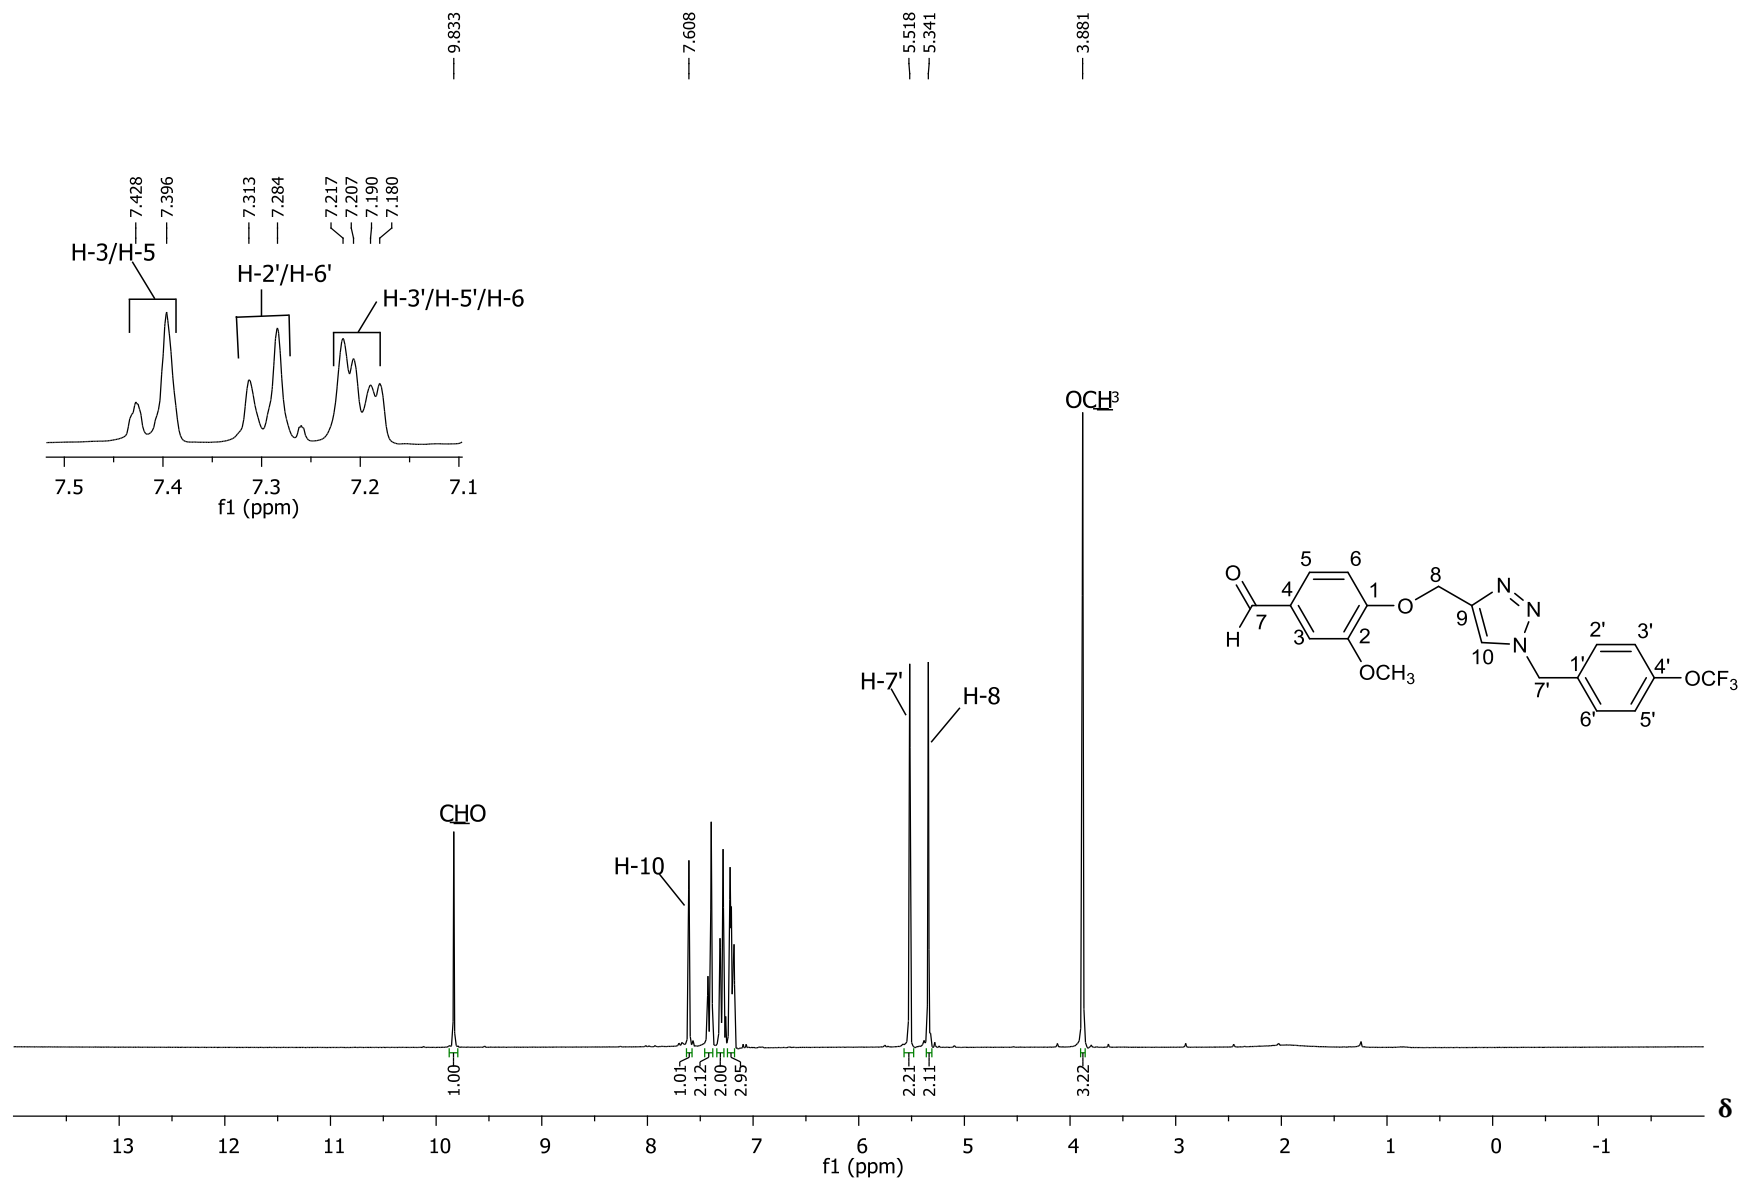 9.833
7.608
5.518
5.341
3.881
7.428
7.396
7.313
7.284
7.217
7.207
7.190
7.180
H-3/H-5
H-2'/H-6'
H-3'/H-5'/H-6
7.5 7.4 7.3 7.2 7.1
f1 (ppm)
OCH3
5 6
O 4 1 8 N
7 O 9 N
H 3 2 10 N 2' 3'
OCH3 7' 1' 4' OCF3
6' 5'
H-7'
H-8
CHO
H-10
1.00
1.01
2.12
2.00
2.95
2.21
2.11
3.22
δ
13 12 11 10 9 8 7 6 5 4 3 2 1 0 -1
f1 (ppm)